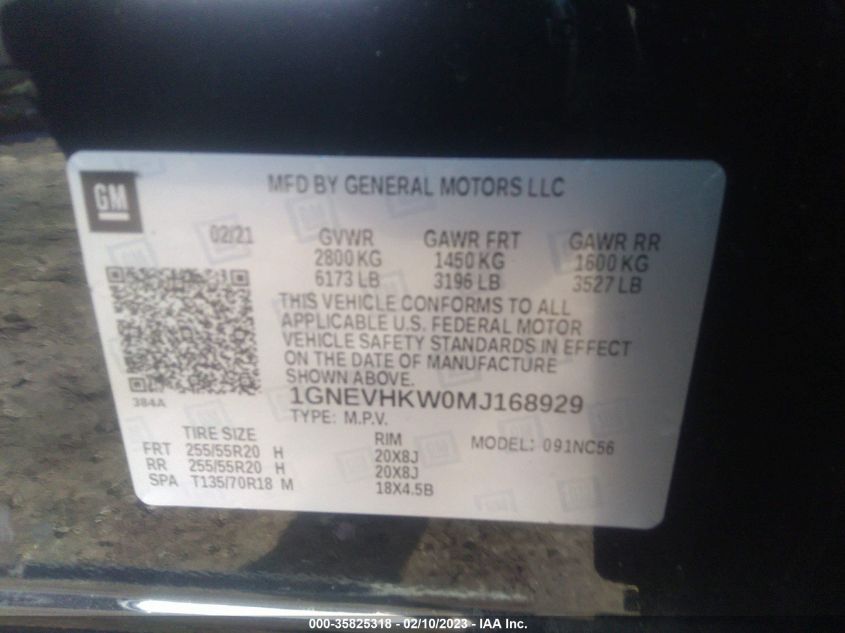 GM
MFD BY GENERAL MOTORS LLC
02/21 GVWR GAWR FRT GAWR RR
2800 KG 1450 KG 1600 KG
6173 LB 3196 LB 3527 LB
THIS VEHICLE CONFORMS TO ALL
APPLICABLE U.S. FEDERAL MOTOR
VEHICLE SAFETY STANDARDS IN EFFECT
ON THE DATE OF MANUFACTURE
SHOWN ABOVE.
384A
1GNEVHKW0MJ168929
TYPE: M.P.V.
TIRE SIZE RIM MODEL: 091NC56
FRT 255/55R20 H 20X8J
RR 255/55R20 H 20X8J
SPA T135/70R18 M 18X4.5B
000-35825318 - 02/10/2023 - IAA Inc.